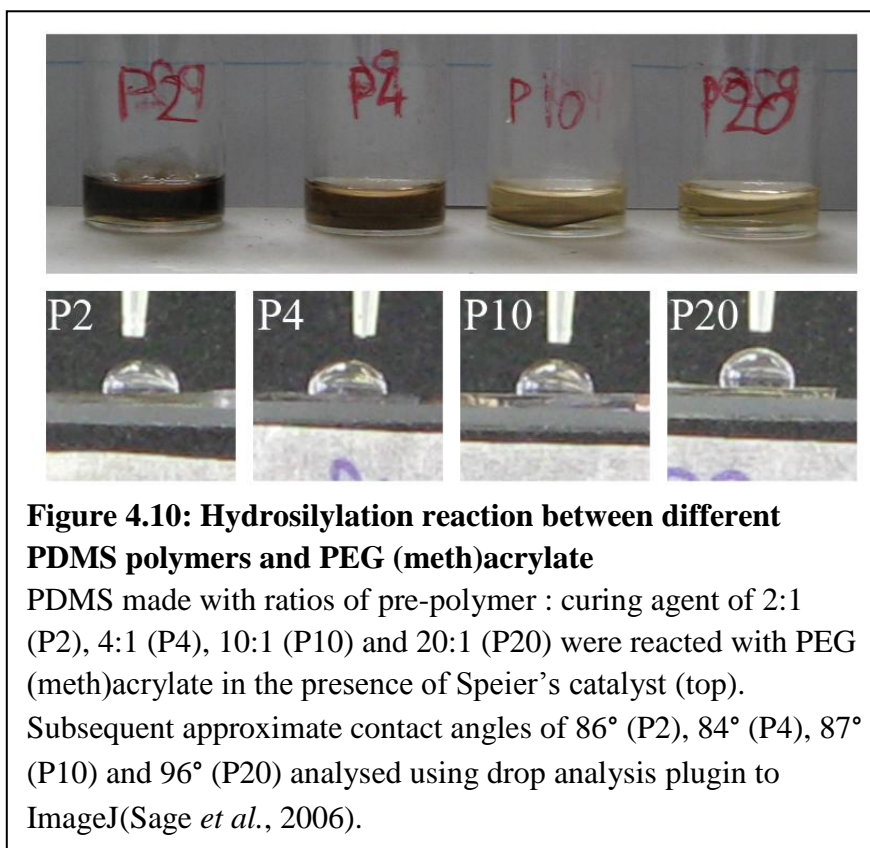 P2
P4
P10
P20
P2
P4
P10
P20
Figure 4.10: Hydrosilylation reaction between different
PDMS polymers and PEG (meth)acrylate
PDMS made with ratios of pre-polymer : curing agent of 2:1
(P2), 4:1 (P4), 10:1 (P10) and 20:1 (P20) were reacted with PEG
(meth)acrylate in the presence of Speier’s catalyst (top).
Subsequent approximate contact angles of 86° (P2), 84° (P4), 87°
(P10) and 96° (P20) analysed using drop analysis plugin to
ImageJ(Sage et al., 2006).